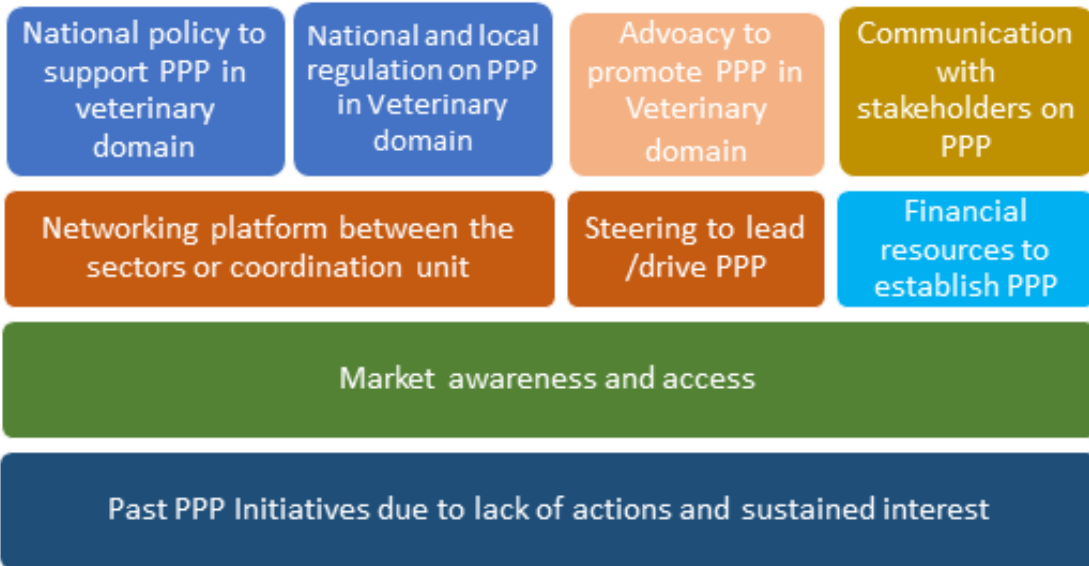 National policy to
support PPP in
veterinary
domain
National and local
regulation on PPP
in Veterinary
domain
Advoacy to
promote PPP in
Veterinary
domain
Communication
with
stakeholders on
PPP
Networking platform between the
sectors or coordination unit
Steering to lead
/drive PPP
Financial
resources to
establish PPP
Market awareness and access
Past PPP Initiatives due to lack of actions and sustained interest